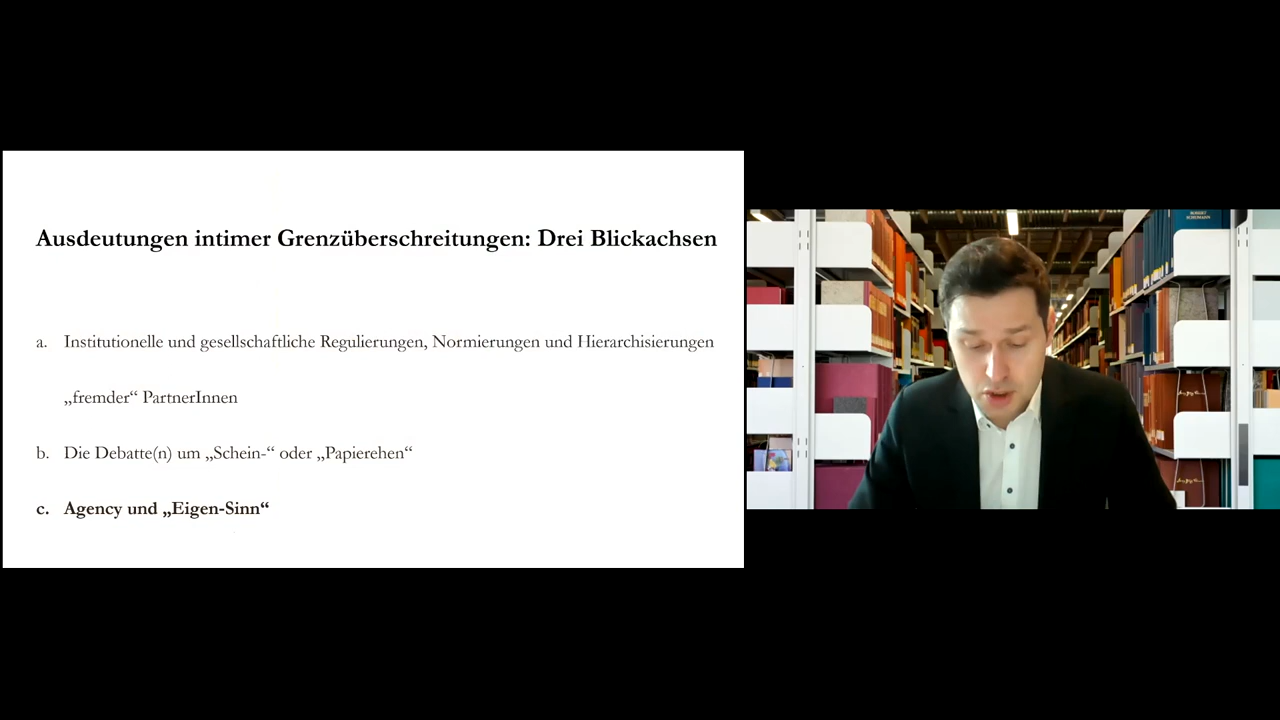 Ausdeutungen intimer Grenzüberschreitungen: Drei Blickachsen
a. Institutionelle und gesellschaftliche Regulierungen, Normierungen und Hierarchisierungen
„fremder“ PartnerInnen
b. Die Debatte(n) um „Schein-“ oder „Papierehen“
c. Agency und „Eigen-Sinn“